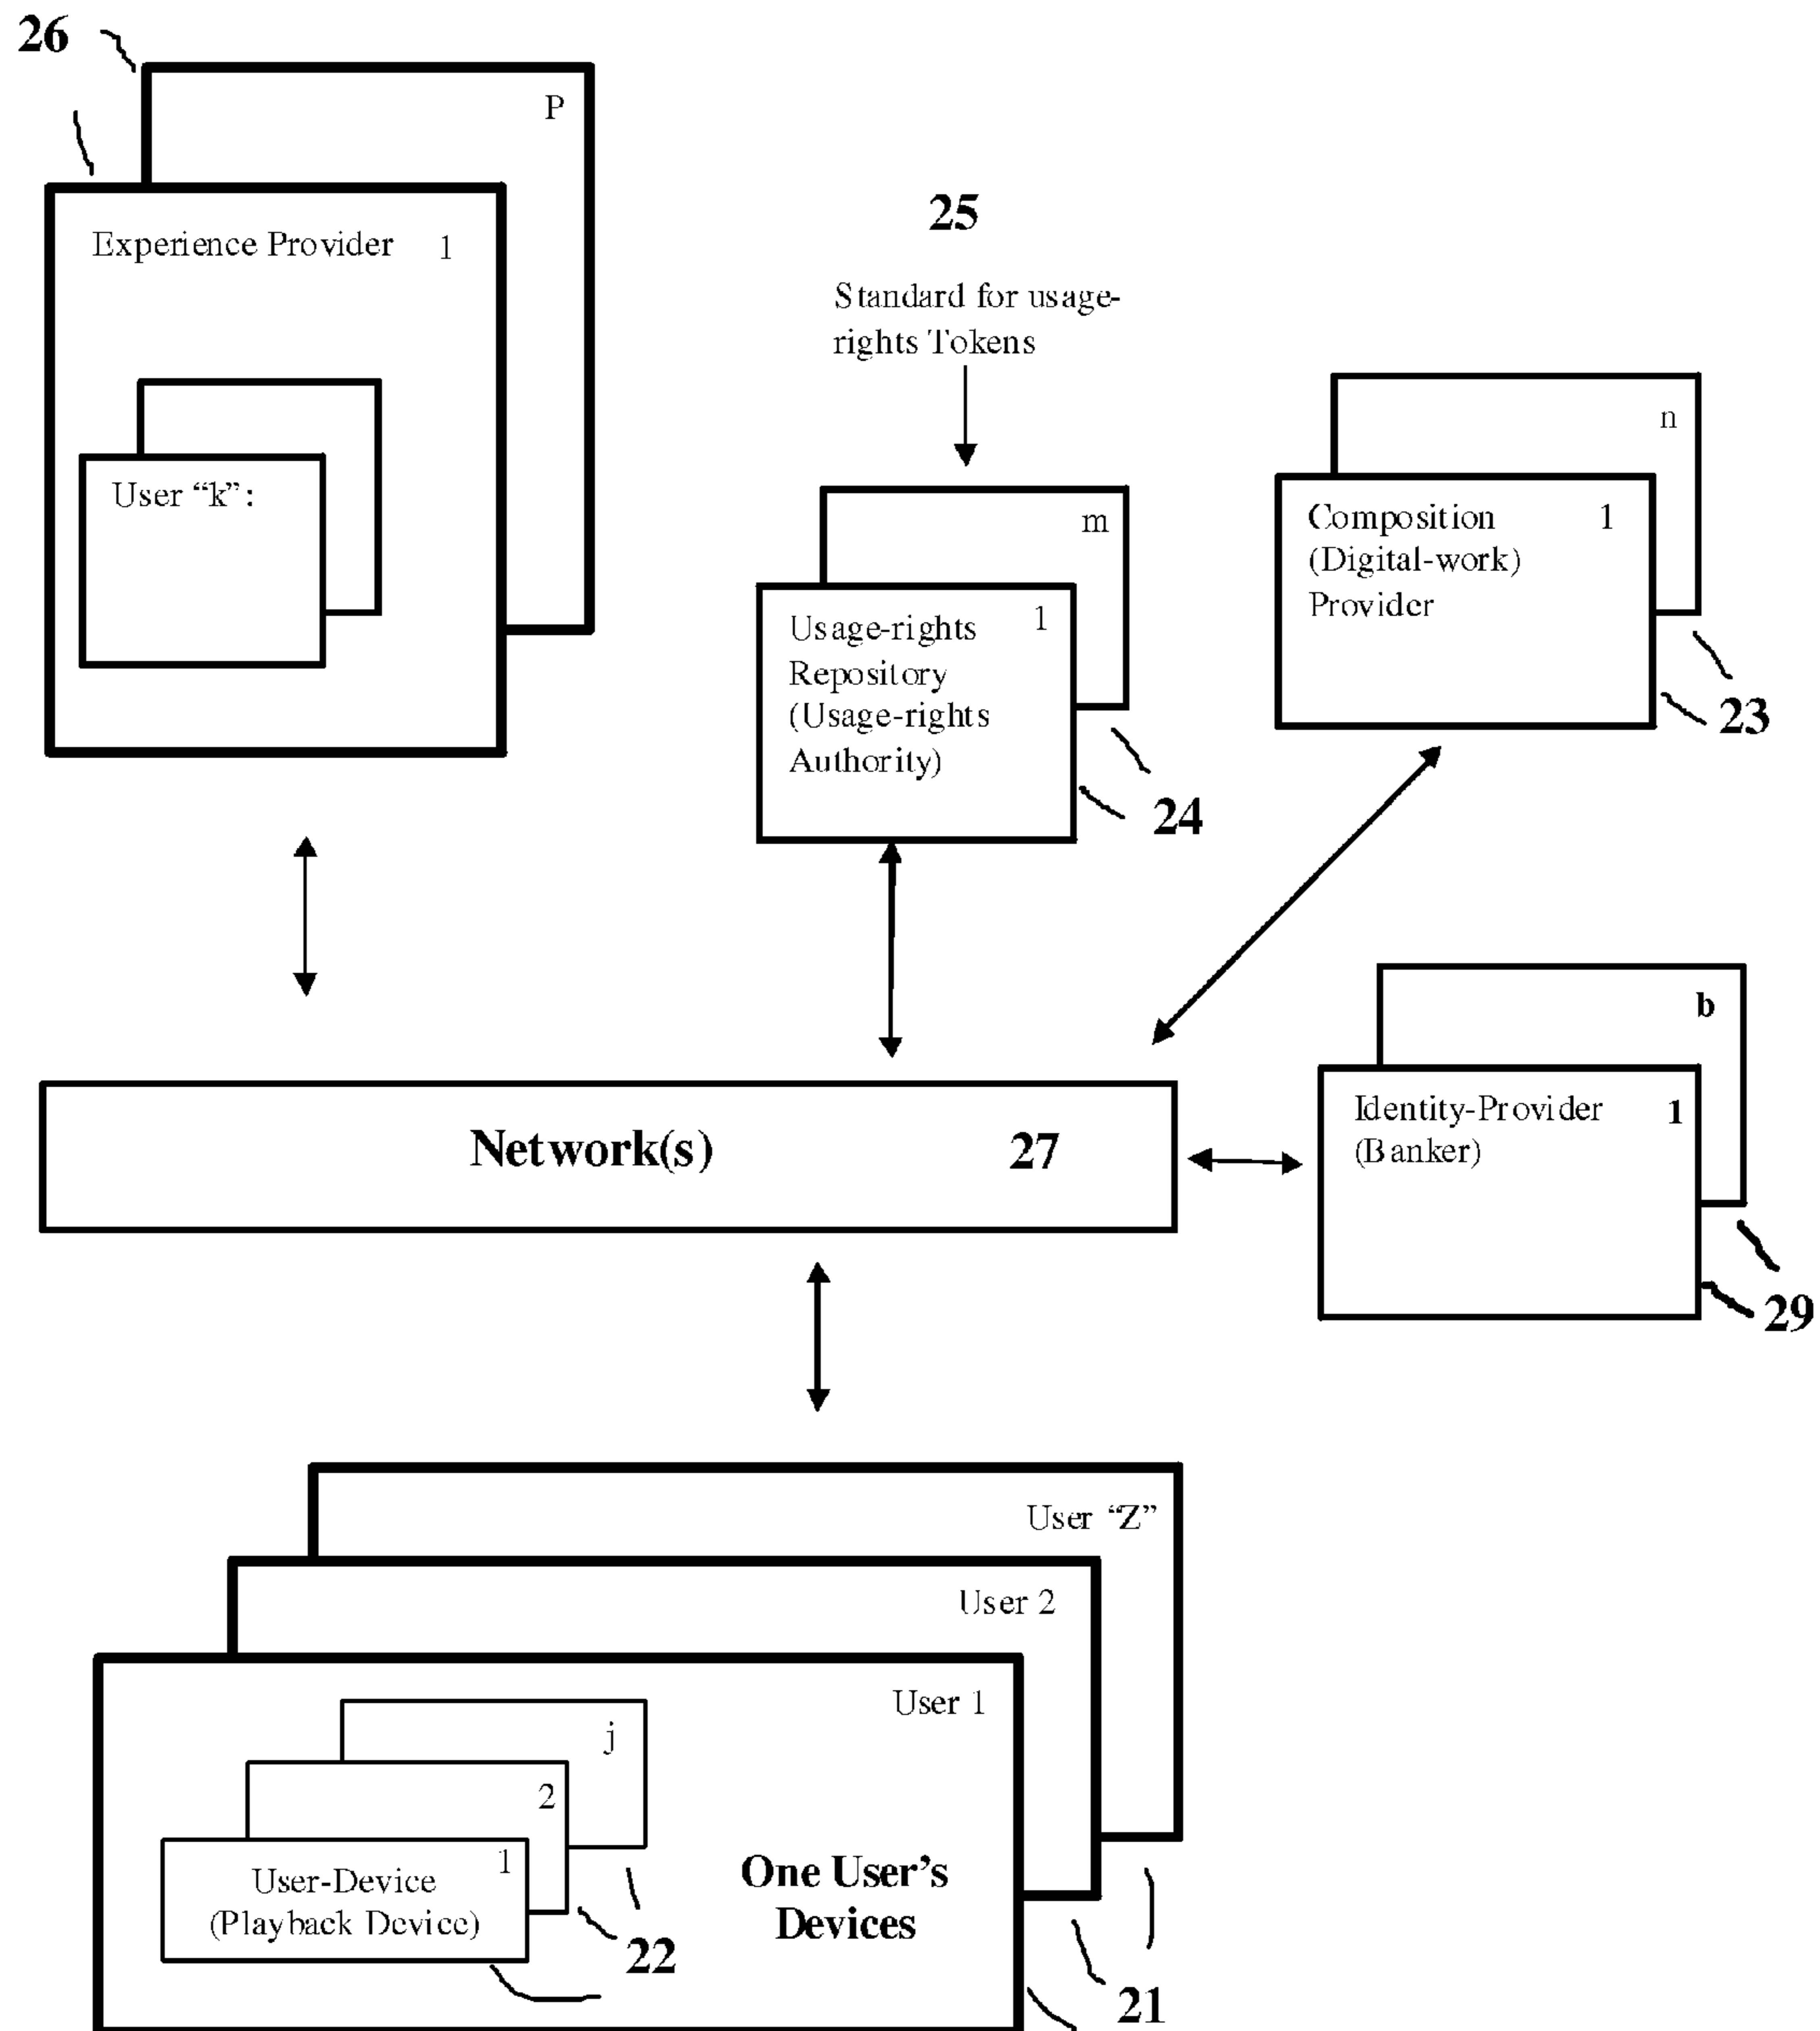 26
P
Experience Provider 1
User “k”:
25
Standard for usage-
rights Tokens
m
1
Usage-rights
Repository
(Usage-rights
Authority)
24
n
Composition 1
(Digital-work)
Provider
23
b
Identity-Provider 1
(Banker)
29
Network(s) 27
User “Z”
User 2
User 1
j
2
1
User-Device
(Playback Device)
22
One User’s
Devices
21